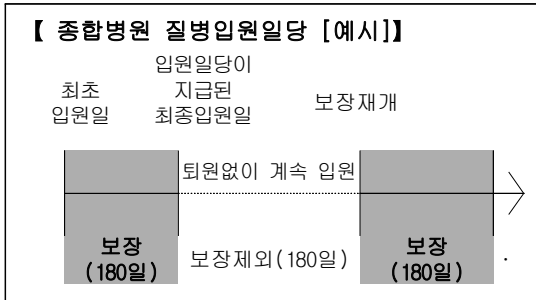 【 종합병원 질병입원일당 [예시]】
최초
입원일
입원일당이
지급된
최종입원일
보장재개
퇴원없이 계속 입원
보장
(180일)
보장제외(180일)
보장
(180일)
.